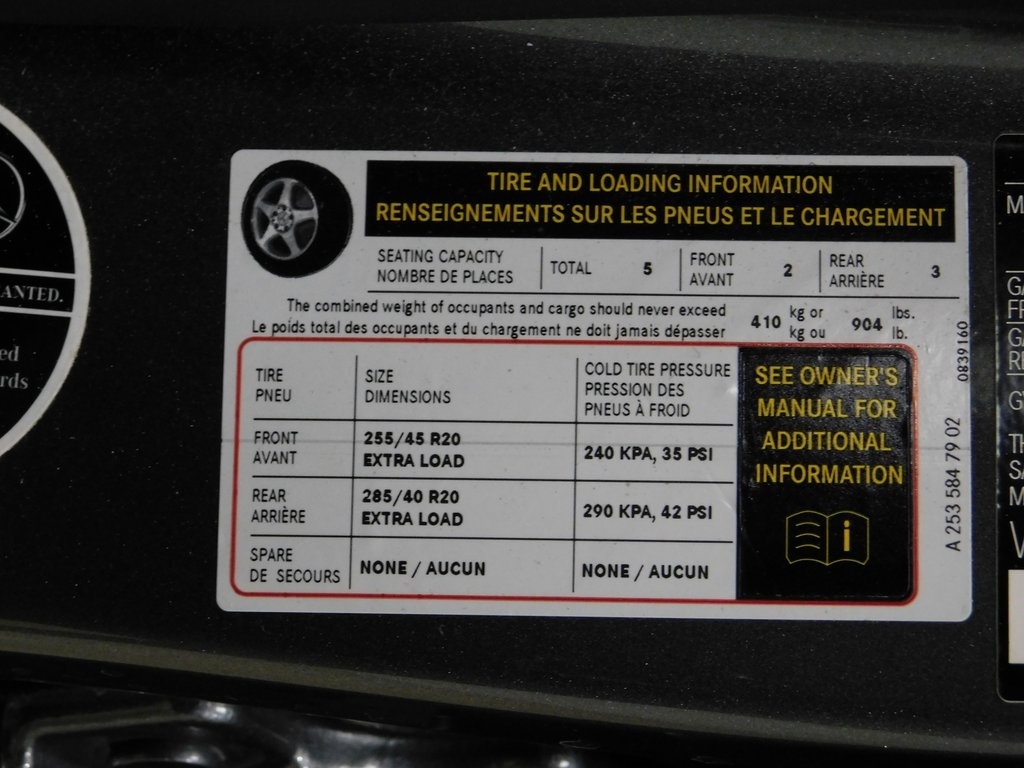 TIRE AND LOADING INFORMATION
RENSEIGNEMENTS SUR LES PNEUS ET LE CHARGEMENT
SEATING CAPACITY
NOMBRE DE PLACES
TOTAL 5
FRONT
AVANT
2
REAR
ARRIÈRE
3
The combined weight of occupants and cargo should never exceed
Le poids total des occupants et du chargement ne doit jamais dépasser
410
kg or
kg ou
904
lbs.
lb.
TIRE
PNEU
SIZE
DIMENSIONS
COLD TIRE PRESSURE
PRESSION DES
PNEUS À FROID
FRONT
AVANT
255/45 R20
EXTRA LOAD
240 KPA, 35 PSI
REAR
ARRIÈRE
285/40 R20
EXTRA LOAD
290 KPA, 42 PSI
SPARE
DE SECOURS
NONE / AUCUN
NONE / AUCUN
SEE OWNER'S
MANUAL FOR
ADDITIONAL
INFORMATION
i
0839160
A 253 584 79 02
ANTED.
ed
rds